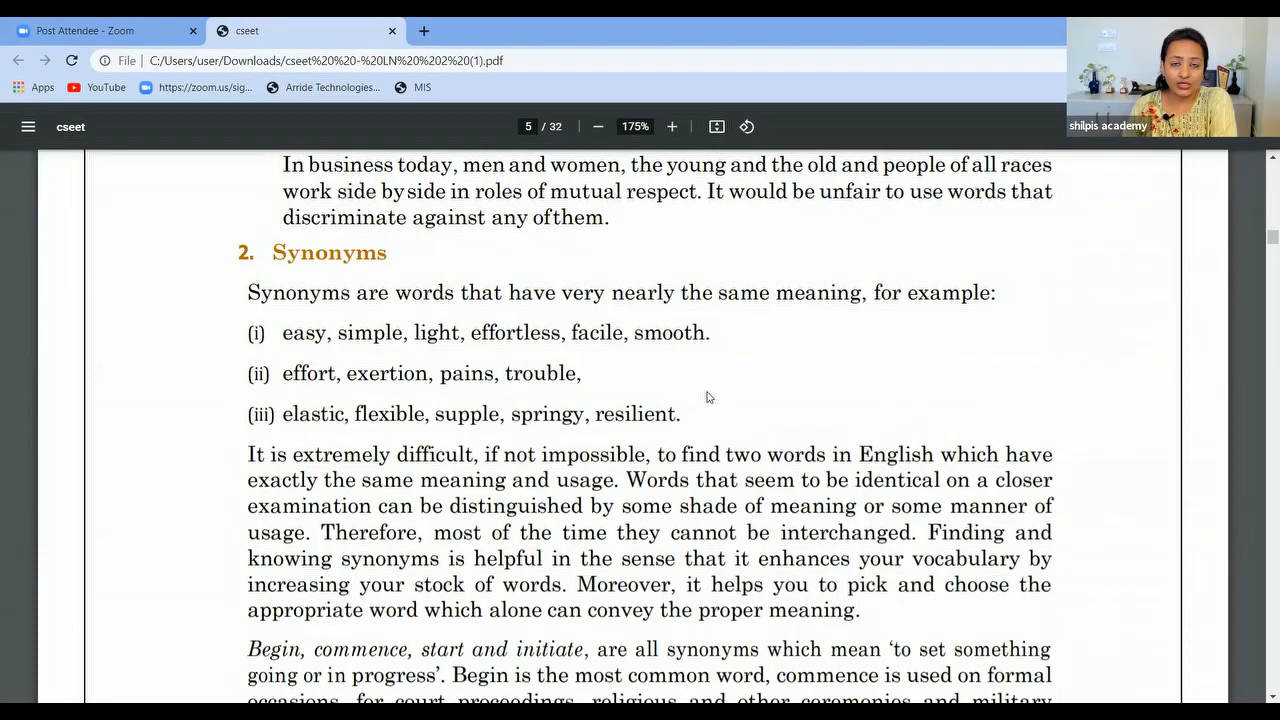 Post Attendee - Zoom
cseet
File
C:/Users/user/Downloads/cseet%20%20-%20LN%20%202%20(1).pdf
Apps
YouTube
https://zoom.us/sig...
Arride Technologies...
MIS
cseet
5 / 32
175%
shilpis academy
In business today, men and women, the young and the old and people of all races
work side by side in roles of mutual respect. It would be unfair to use words that
discriminate against any of them.
2. Synonyms
Synonyms are words that have very nearly the same meaning, for example:
(i) easy, simple, light, effortless, facile, smooth.
(ii) effort, exertion, pains, trouble,
(iii) elastic, flexible, supple, springy, resilient.
It is extremely difficult, if not impossible, to find two words in English which have
exactly the same meaning and usage. Words that seem to be identical on a closer
examination can be distinguished by some shade of meaning or some manner of
usage. Therefore, most of the time they cannot be interchanged. Finding and
knowing synonyms is helpful in the sense that it enhances your vocabulary by
increasing your stock of words. Moreover, it helps you to pick and choose the
appropriate word which alone can convey the proper meaning.
Begin, commence, start and initiate, are all synonyms which mean ‘to set something
going or in progress’. Begin is the most common word, commence is used on formal
occasions, for court proceedings, religious and other ceremonies and military